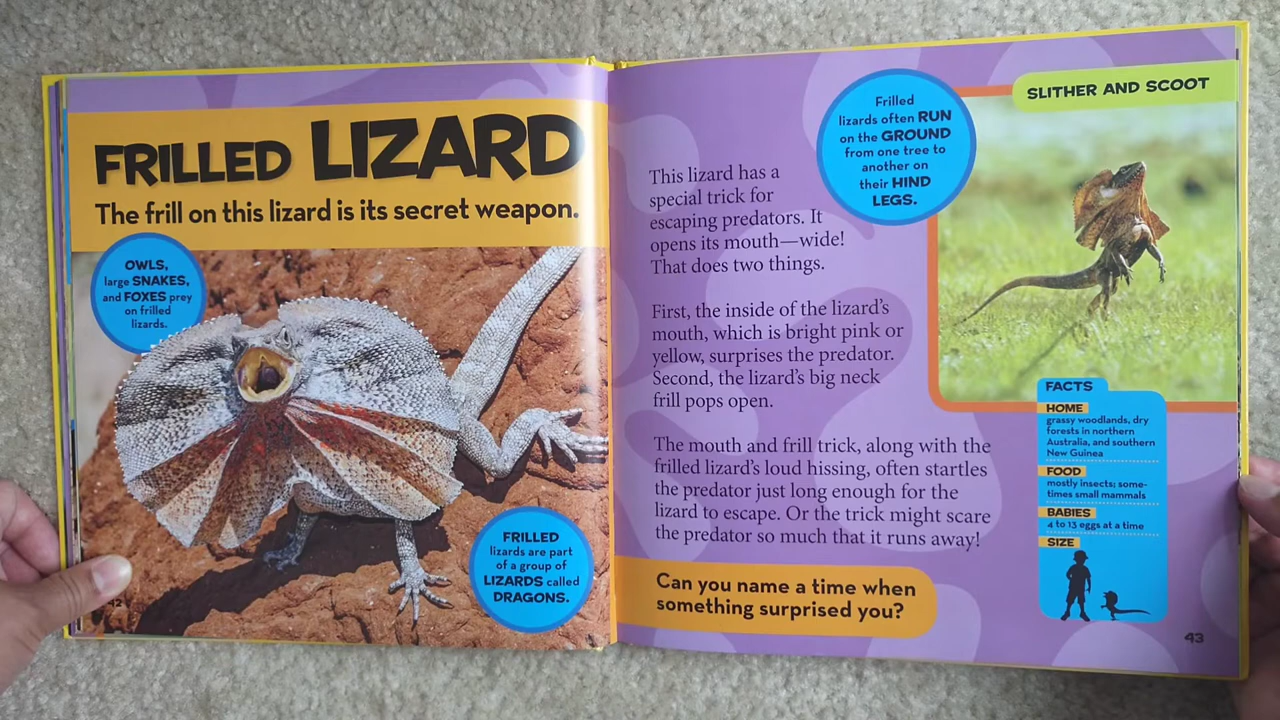 FRILLED LIZARD
The frill on this lizard is its secret weapon.
OWLS,
large SNAKES,
and FOXES prey
on frilled
lizards.
FRILLED
lizards are part
of a group of
LIZARDS called
DRAGONS.
42
SLITHER AND SCOOT
Frilled
lizards often RUN
on the GROUND
from one tree to
another on
their HIND
LEGS.
This lizard has a
special trick for
escaping predators. It
opens its mouth—wide!
That does two things.
First, the inside of the lizard's
mouth, which is bright pink or
yellow, surprises the predator.
Second, the lizard's big neck
frill pops open.
The mouth and frill trick, along with the
frilled lizard's loud hissing, often startles
the predator just long enough for the
lizard to escape. Or the trick might scare
the predator so much that it runs away!
Can you name a time when
something surprised you?
FACTS
HOME
grassy woodlands, dry
forests in northern
Australia, and southern
New Guinea
FOOD
mostly insects; some-
times small mammals
BABIES
4 to 13 eggs at a time
SIZE
43